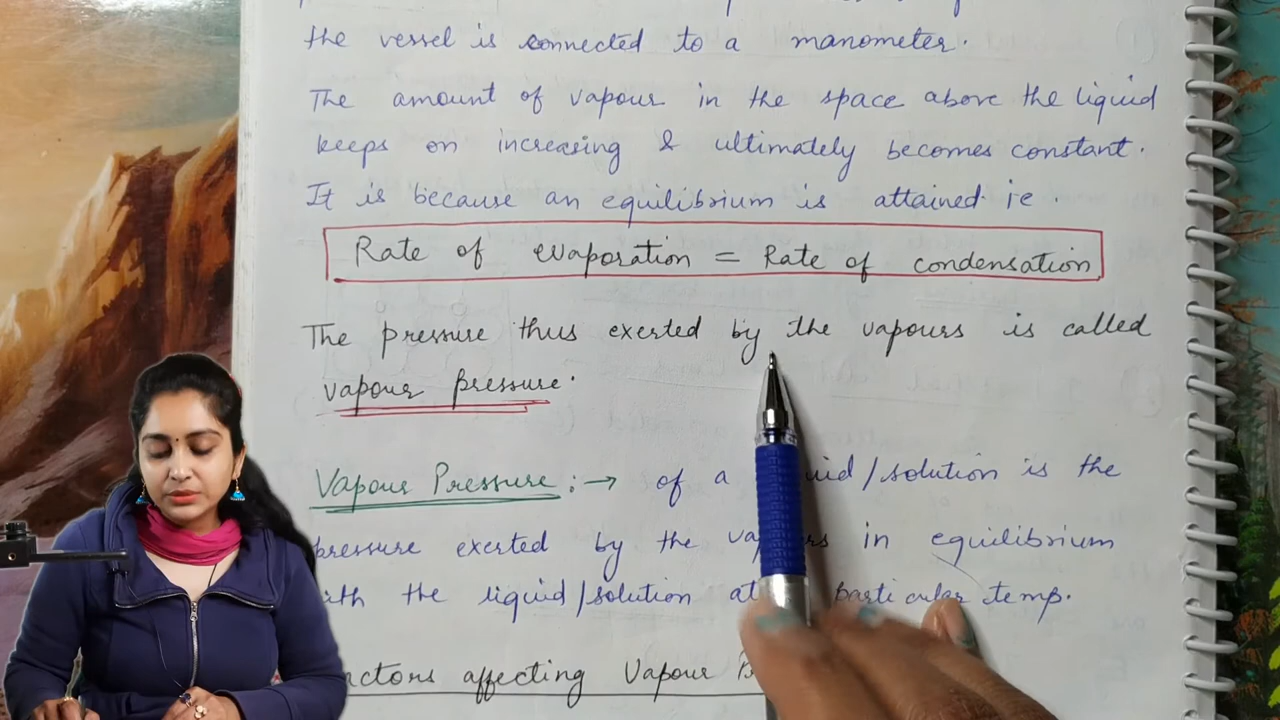 the vessel is connected to a manometer.
The amount of vapour in the space above the liquid
keeps on increasing & ultimately becomes constant.
It is because an equilibrium is attained ie.
Rate of evaporation = Rate of condensation
The pressure thus exerted by the vapours is called
vapour pressure.
Vapour Pressure :→ of a /solution is the
pressure exerted by the in equilibrium
the liquid/solution at particular temp.
affecting Vapour